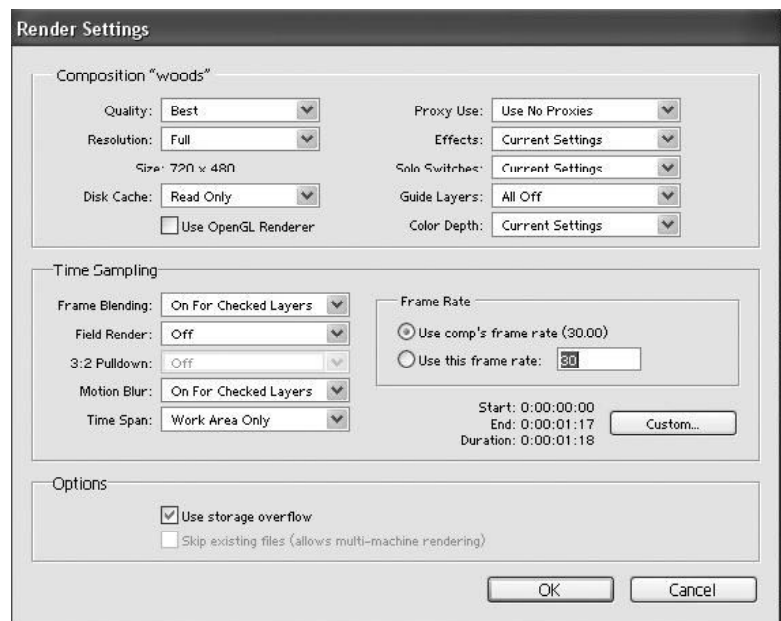 Render Settings
Composition "woods"
Quality: Best
Resolution: Full
Size: 720 x 480
Disk Cache: Read Only
Use OpenGL Renderer
Proxy Use: Use No Proxies
Effects: Current Settings
Solo Switches: Current Settings
Guide Layers: All Off
Color Depth: Current Settings
Time Sampling
Frame Blending: On For Checked Layers
Field Render: Off
3:2 Pulldown: Off
Motion Blur: On For Checked Layers
Time Span: Work Area Only
Frame Rate
Use comp's frame rate (30.00)
Use this frame rate: 30
Start: 0:00:00:00
End: 0:00:01:17
Duration: 0:00:01:18
Custom...
Options
Use storage overflow
Skip existing files (allows multi-machine rendering)
OK
Cancel